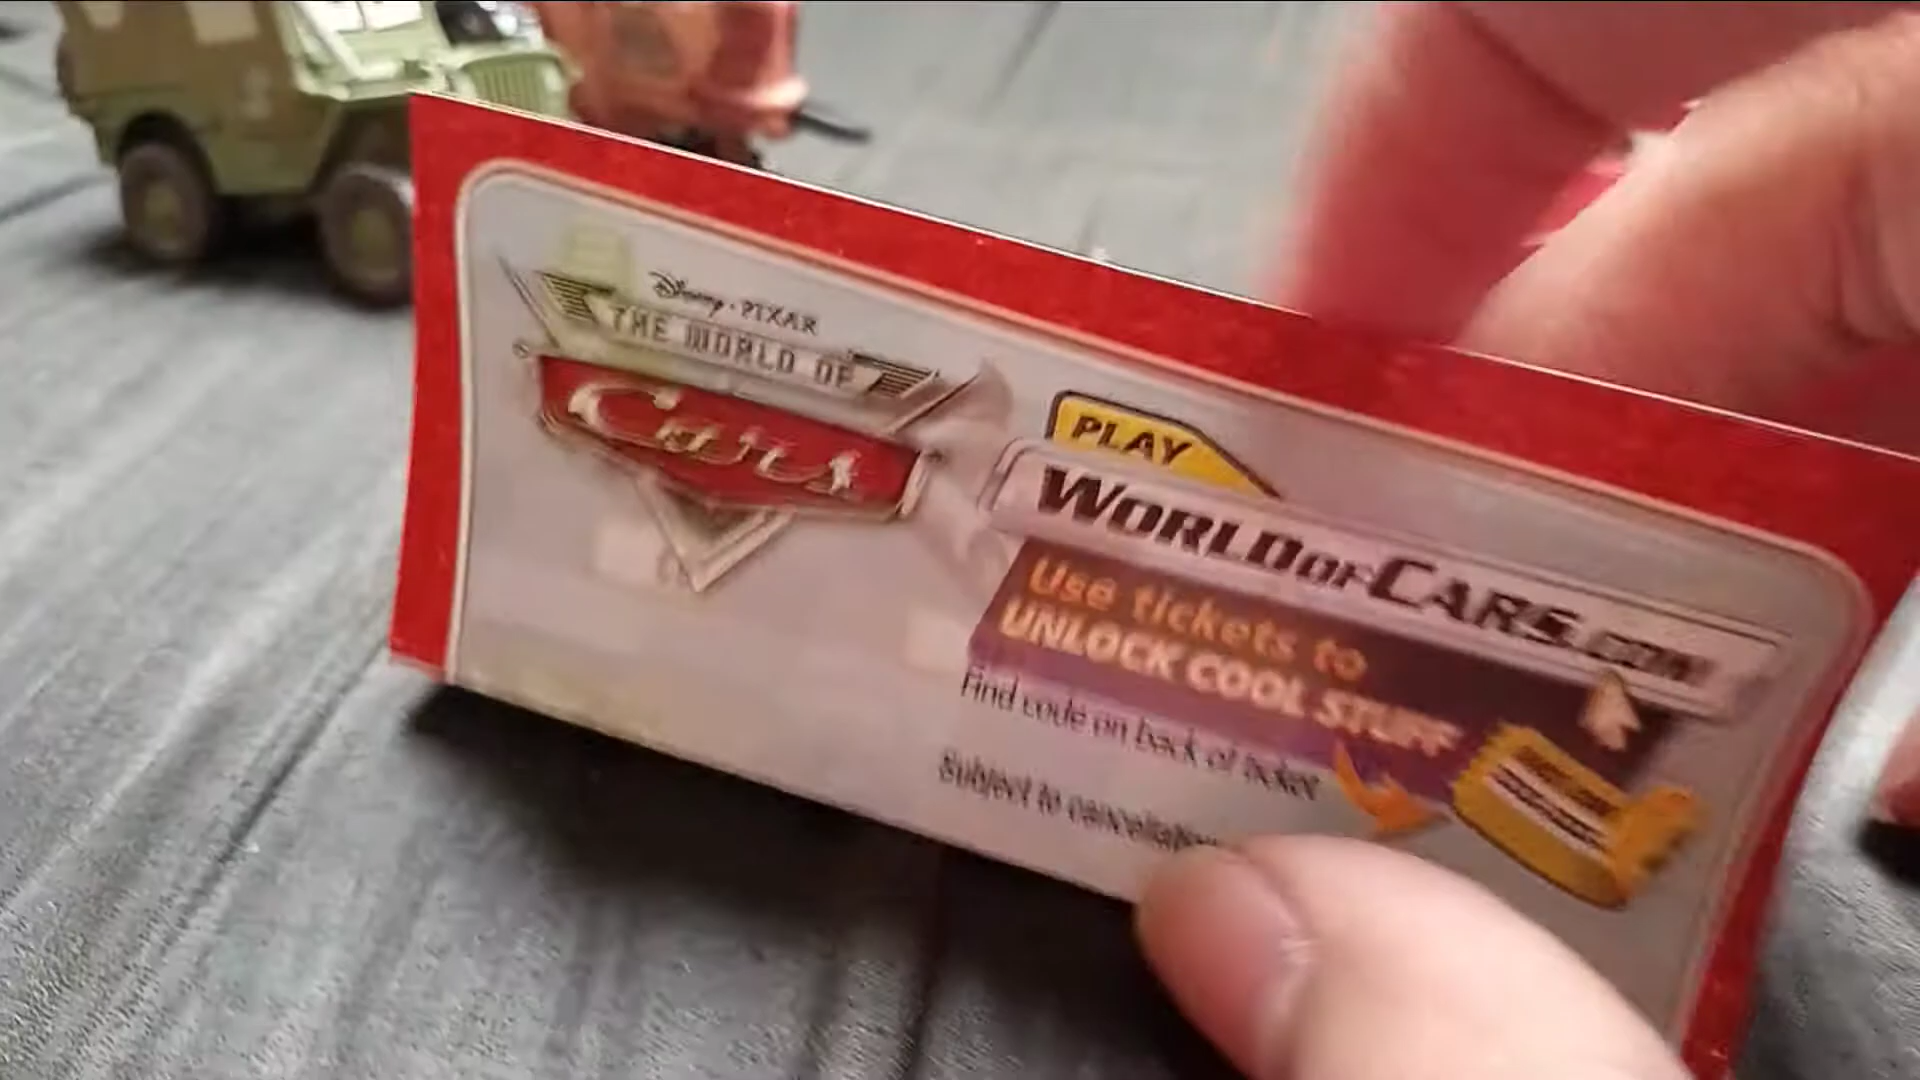 Disney · PIXAR
THE WORLD OF
Cars
PLAY
WORLDOFCARS.COM
Use tickets to
UNLOCK COOL STUFF
Find code on back of ticket
Subject to cancellation